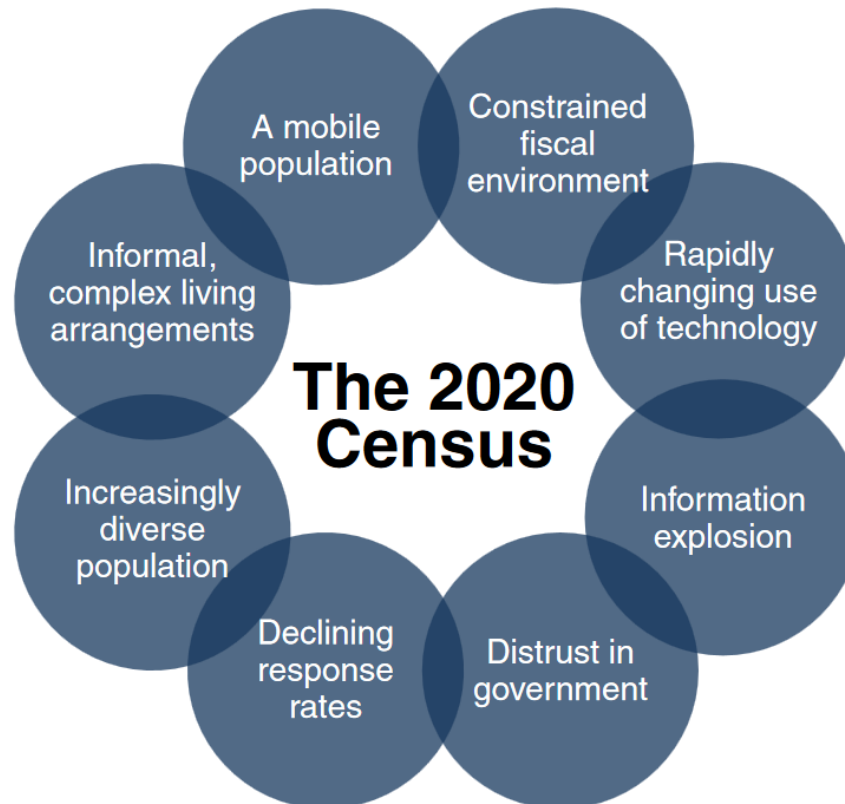 A mobile
population
Constrained
fiscal
environment
Rapidly
changing use
of technology
Information
explosion
Distrust in
government
Declining
response
rates
Increasingly
diverse
population
Informal,
complex living
arrangements
The 2020
Census